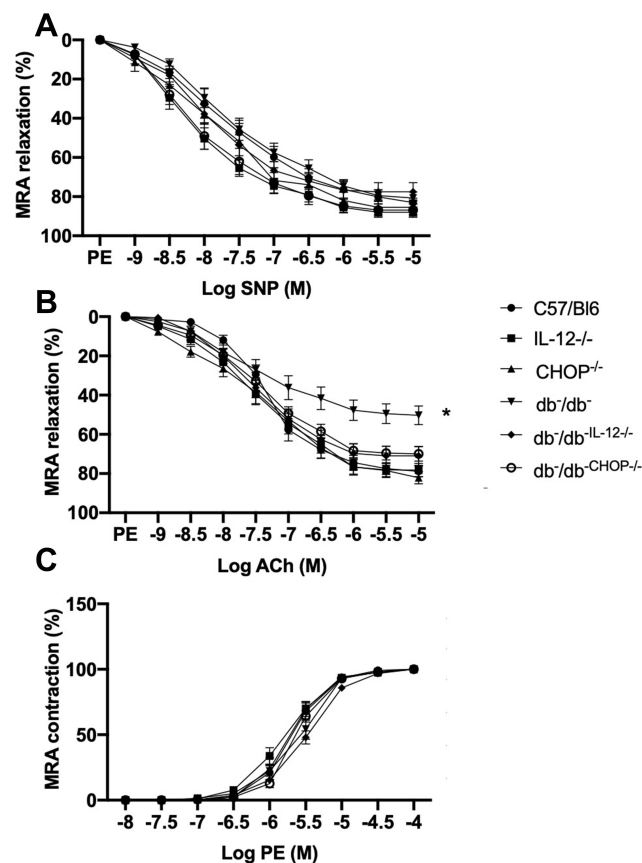 A
MRA relaxation (%)
0
20
40
60
80
100
PE -9 -8.5 -8 -7.5 -7 -6.5 -6 -5.5 -5
Log SNP (M)
B
MRA relaxation (%)
0
20
40
60
80
100
*
PE -9 -8.5 -8 -7.5 -7 -6.5 -6 -5.5 -5
Log ACh (M)
C57/Bl6
IL-12-/-
CHOP-/-
db-/db-
db-/db-IL-12-/-
db-/db-CHOP-/-
C
MRA contraction (%)
150
100
50
0
-8 -7.5 -7 -6.5 -6 -5.5 -5 -4.5 -4
Log PE (M)